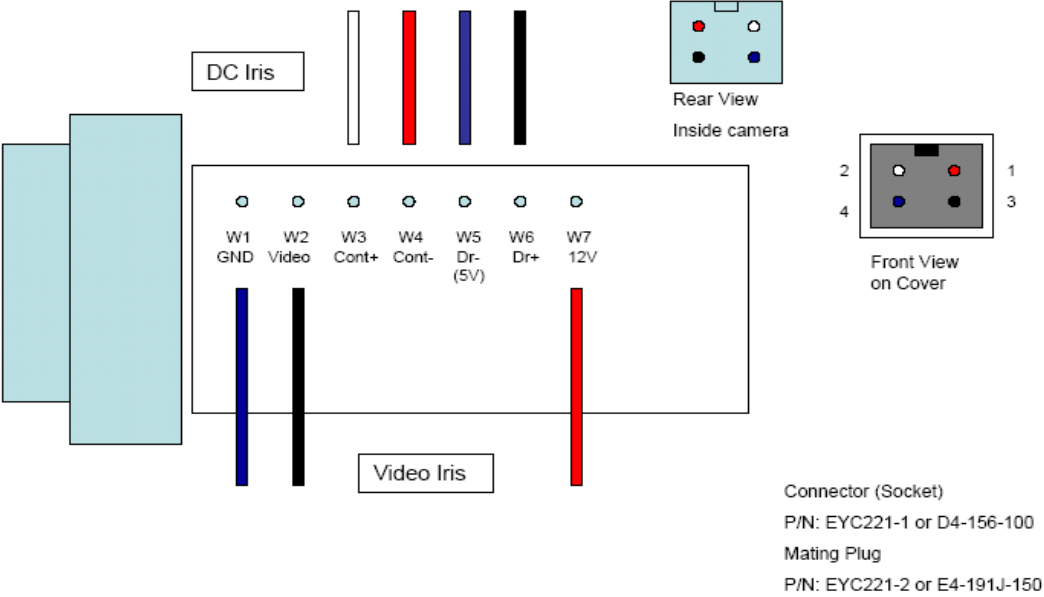 DC Iris
Rear View
Inside camera
2 1
4 3
Front View
on Cover
W1 W2 W3 W4 W5 W6 W7
GND Video Cont+ Cont- Dr- Dr+ 12V
(5V)
Video Iris
Connector (Socket)
P/N: EYC221-1 or D4-156-100
Mating Plug
P/N: EYC221-2 or E4-191J-150